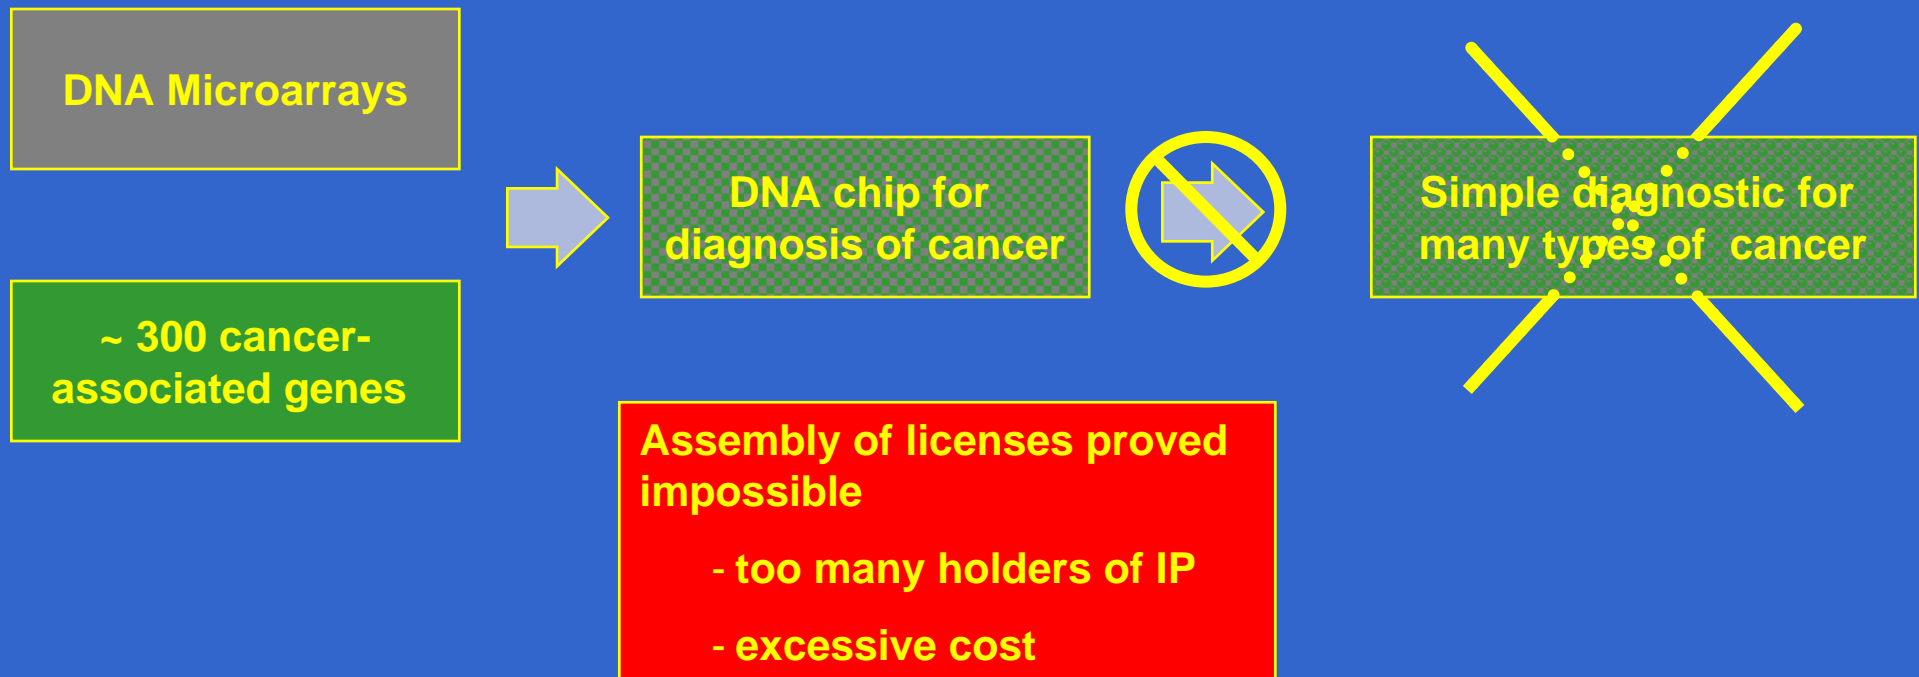 DNA Microarrays
~ 300 cancer-
associated genes
DNA chip for
diagnosis of cancer
Simple diagnostic for
many types of cancer
Assembly of licenses proved
impossible
- too many holders of IP
- excessive cost